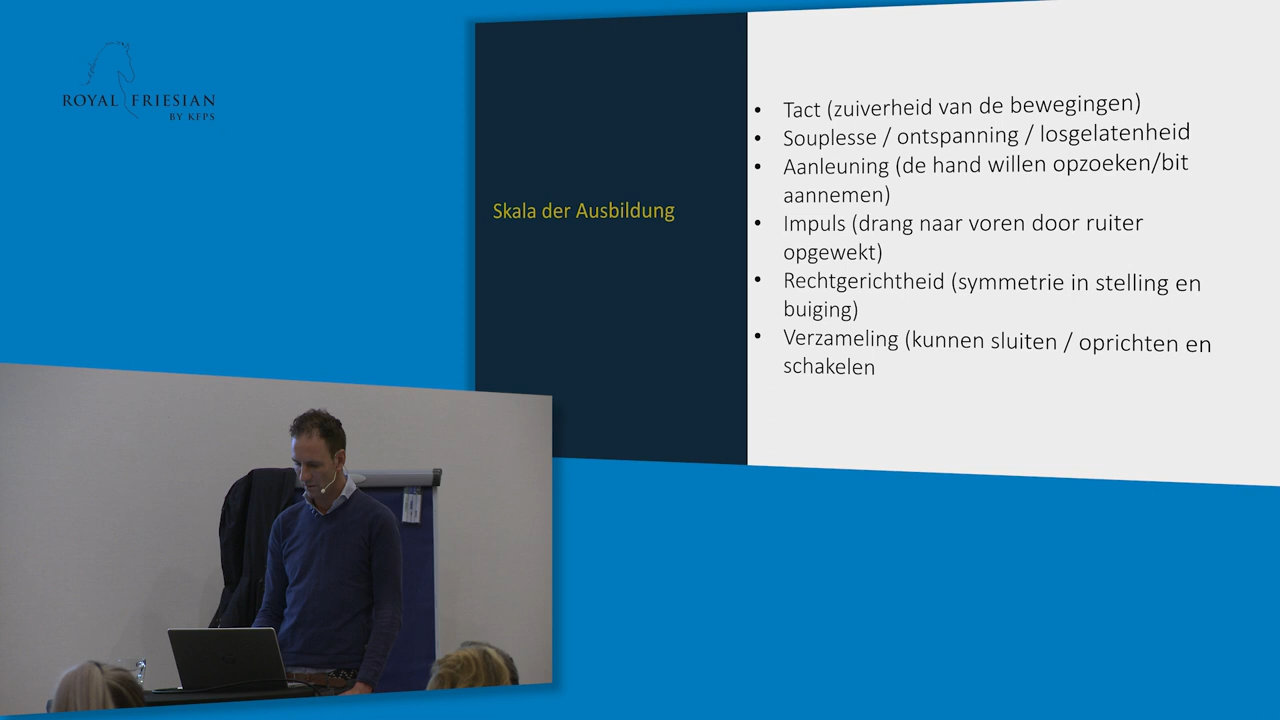 ROYAL FRIESIAN
BY KFPS
Skala der Ausbildung
• Tact (zuiverheid van de bewegingen)
• Souplesse / ontspanning / losgelatenheid
• Aanleuning (de hand willen opzoeken/bit
aannemen)
• Impuls (drang naar voren door ruiter
opgewekt)
• Rechtgerichtheid (symmetrie in stelling en
buiging)
• Verzameling (kunnen sluiten / oprichten en
schakelen